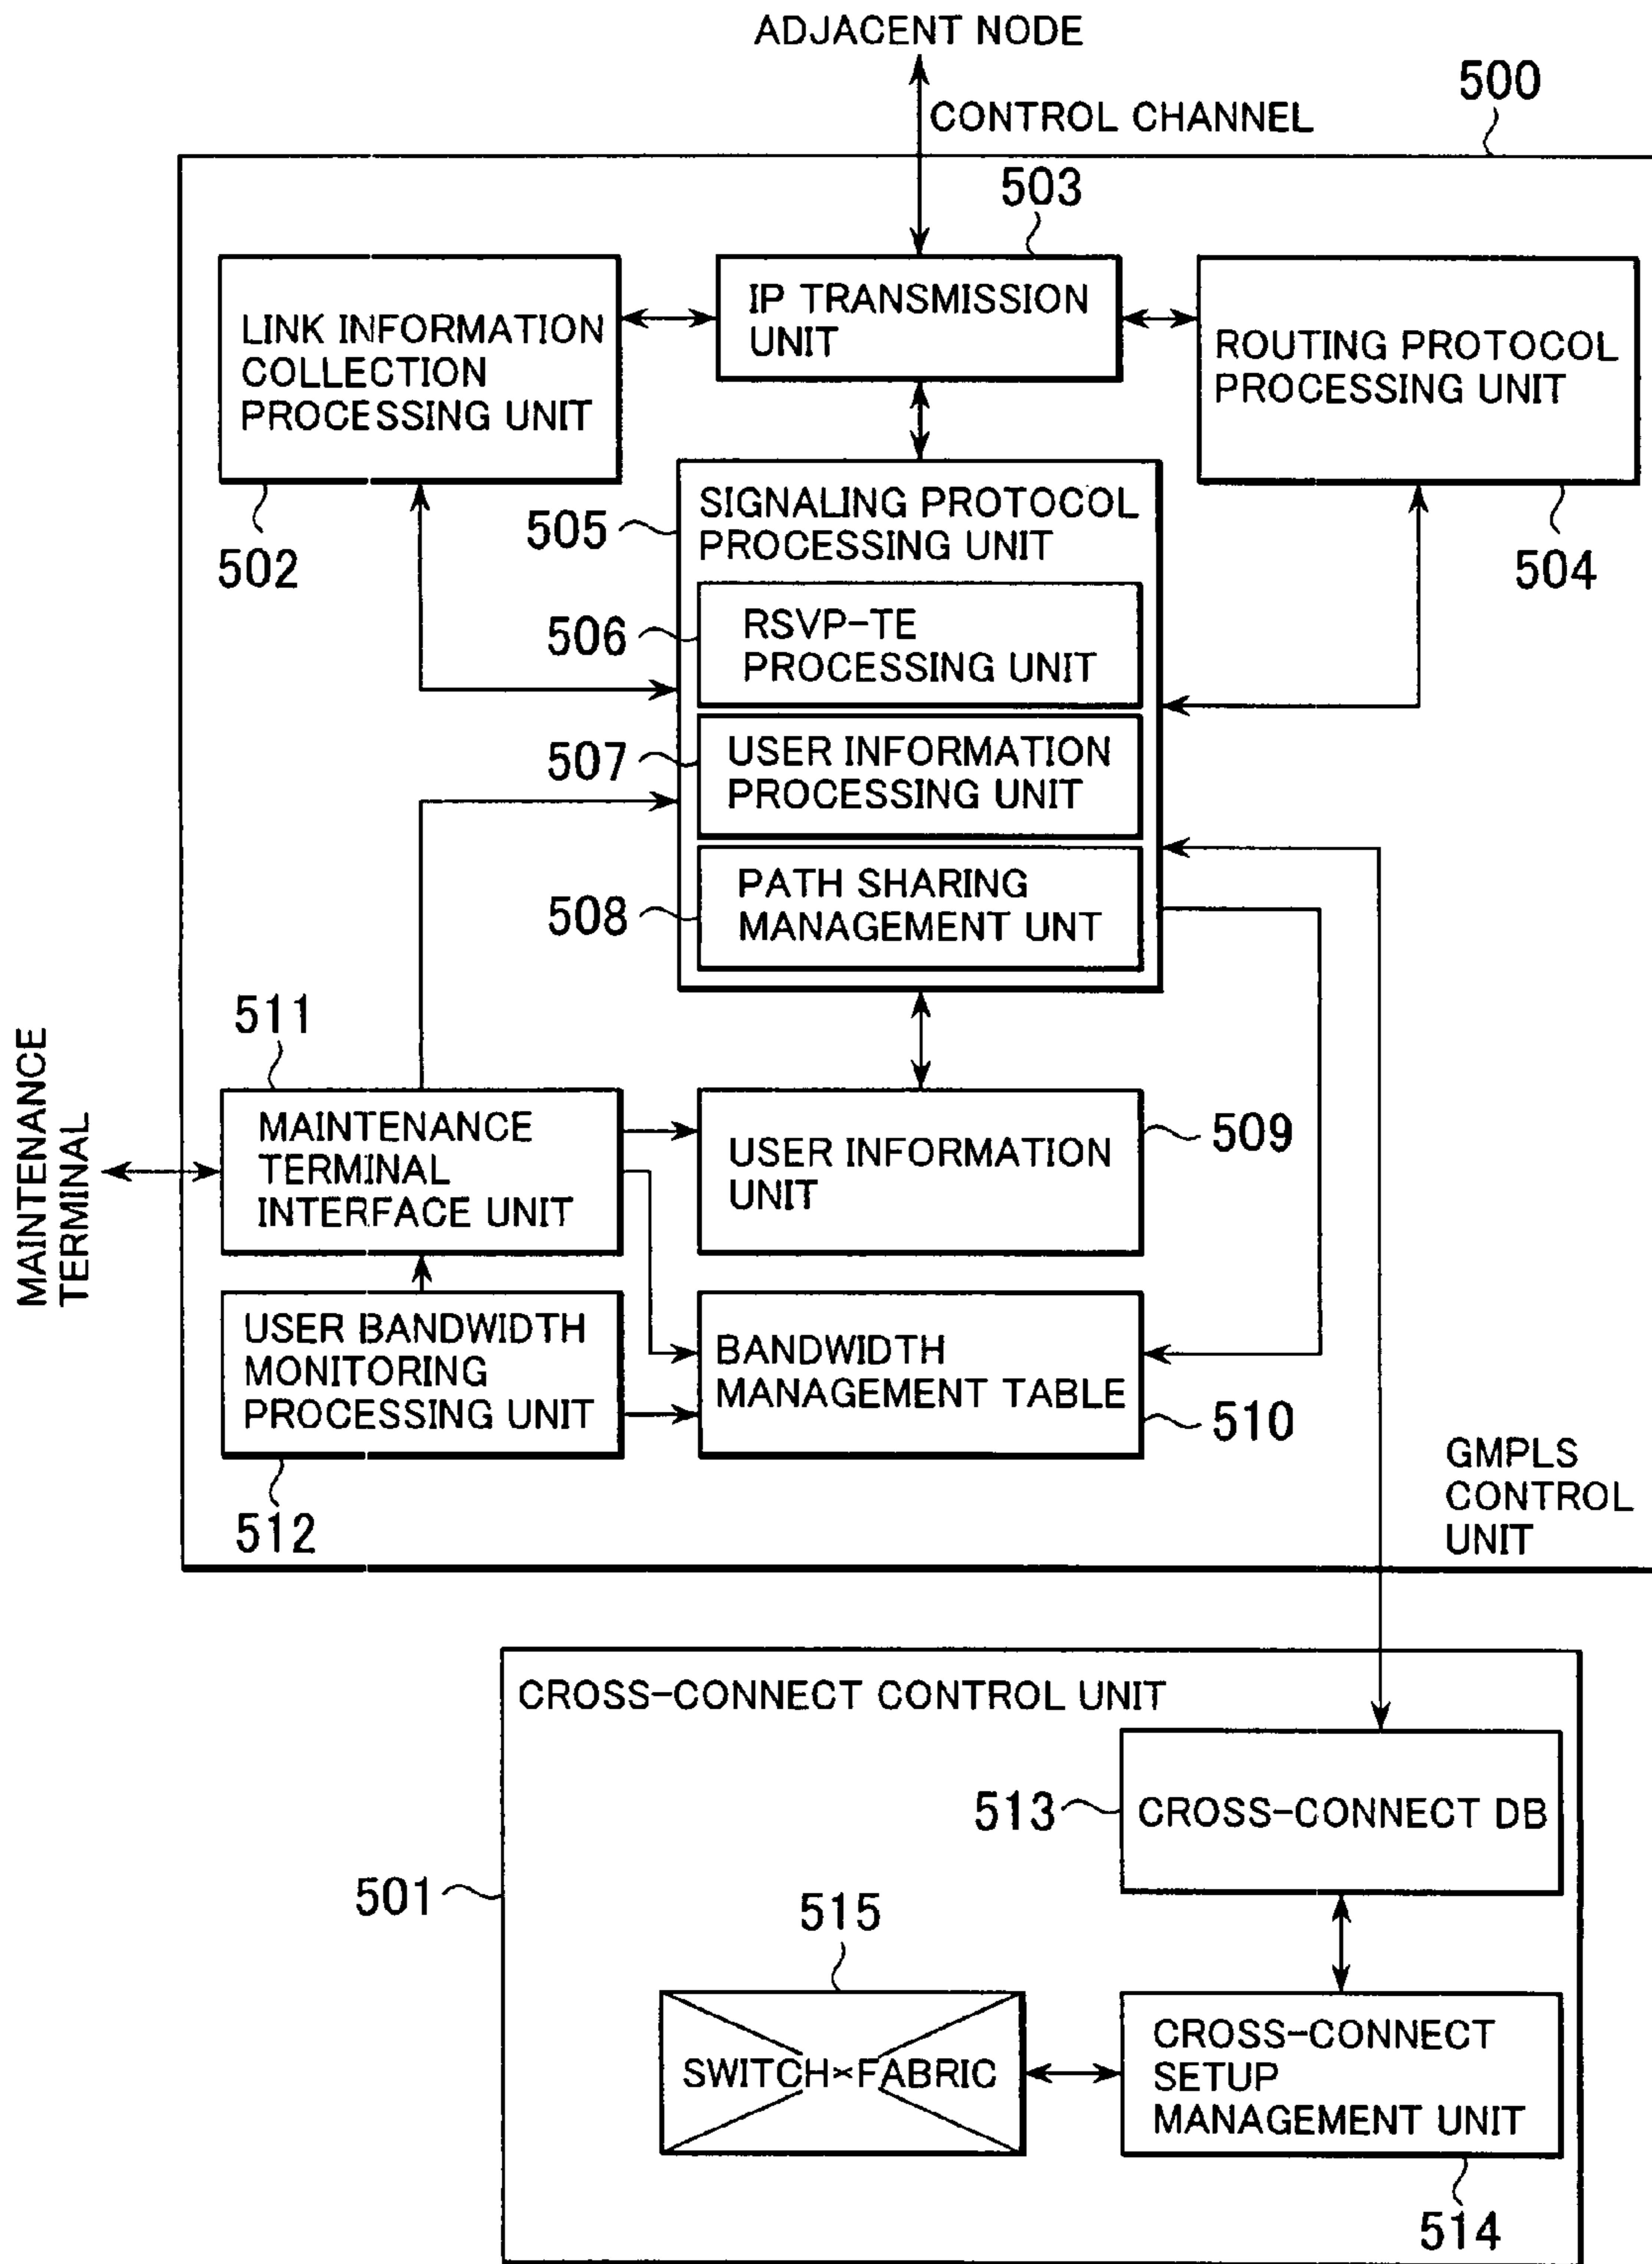 ADJACENT NODE
CONTROL CHANNEL
500
503
IP TRANSMISSION
UNIT
LINK INFORMATION
COLLECTION
PROCESSING UNIT
502
ROUTING PROTOCOL
PROCESSING UNIT
504
505
SIGNALING PROTOCOL
PROCESSING UNIT
506
RSVP-TE
PROCESSING UNIT
507
USER INFORMATION
PROCESSING UNIT
508
PATH SHARING
MANAGEMENT UNT
511
MAINTENANCE
TERMINAL
MAINTENANCE
TERMINAL
INTERFACE UNIT
USER INFORMATION
UNIT
509
USER BANDWIDTH
MONITORING
PROCESSING UNIT
512
BANDWIDTH
MANAGEMENT TABLE
510
GMPLS
CONTROL
UNIT
CROSS-CONNECT CONTROL UNIT
501
513
CROSS-CONNECT DB
515
SWITCH×FABRIC
CROSS-CONNECT
SETUP
MANAGEMENT UNIT
514